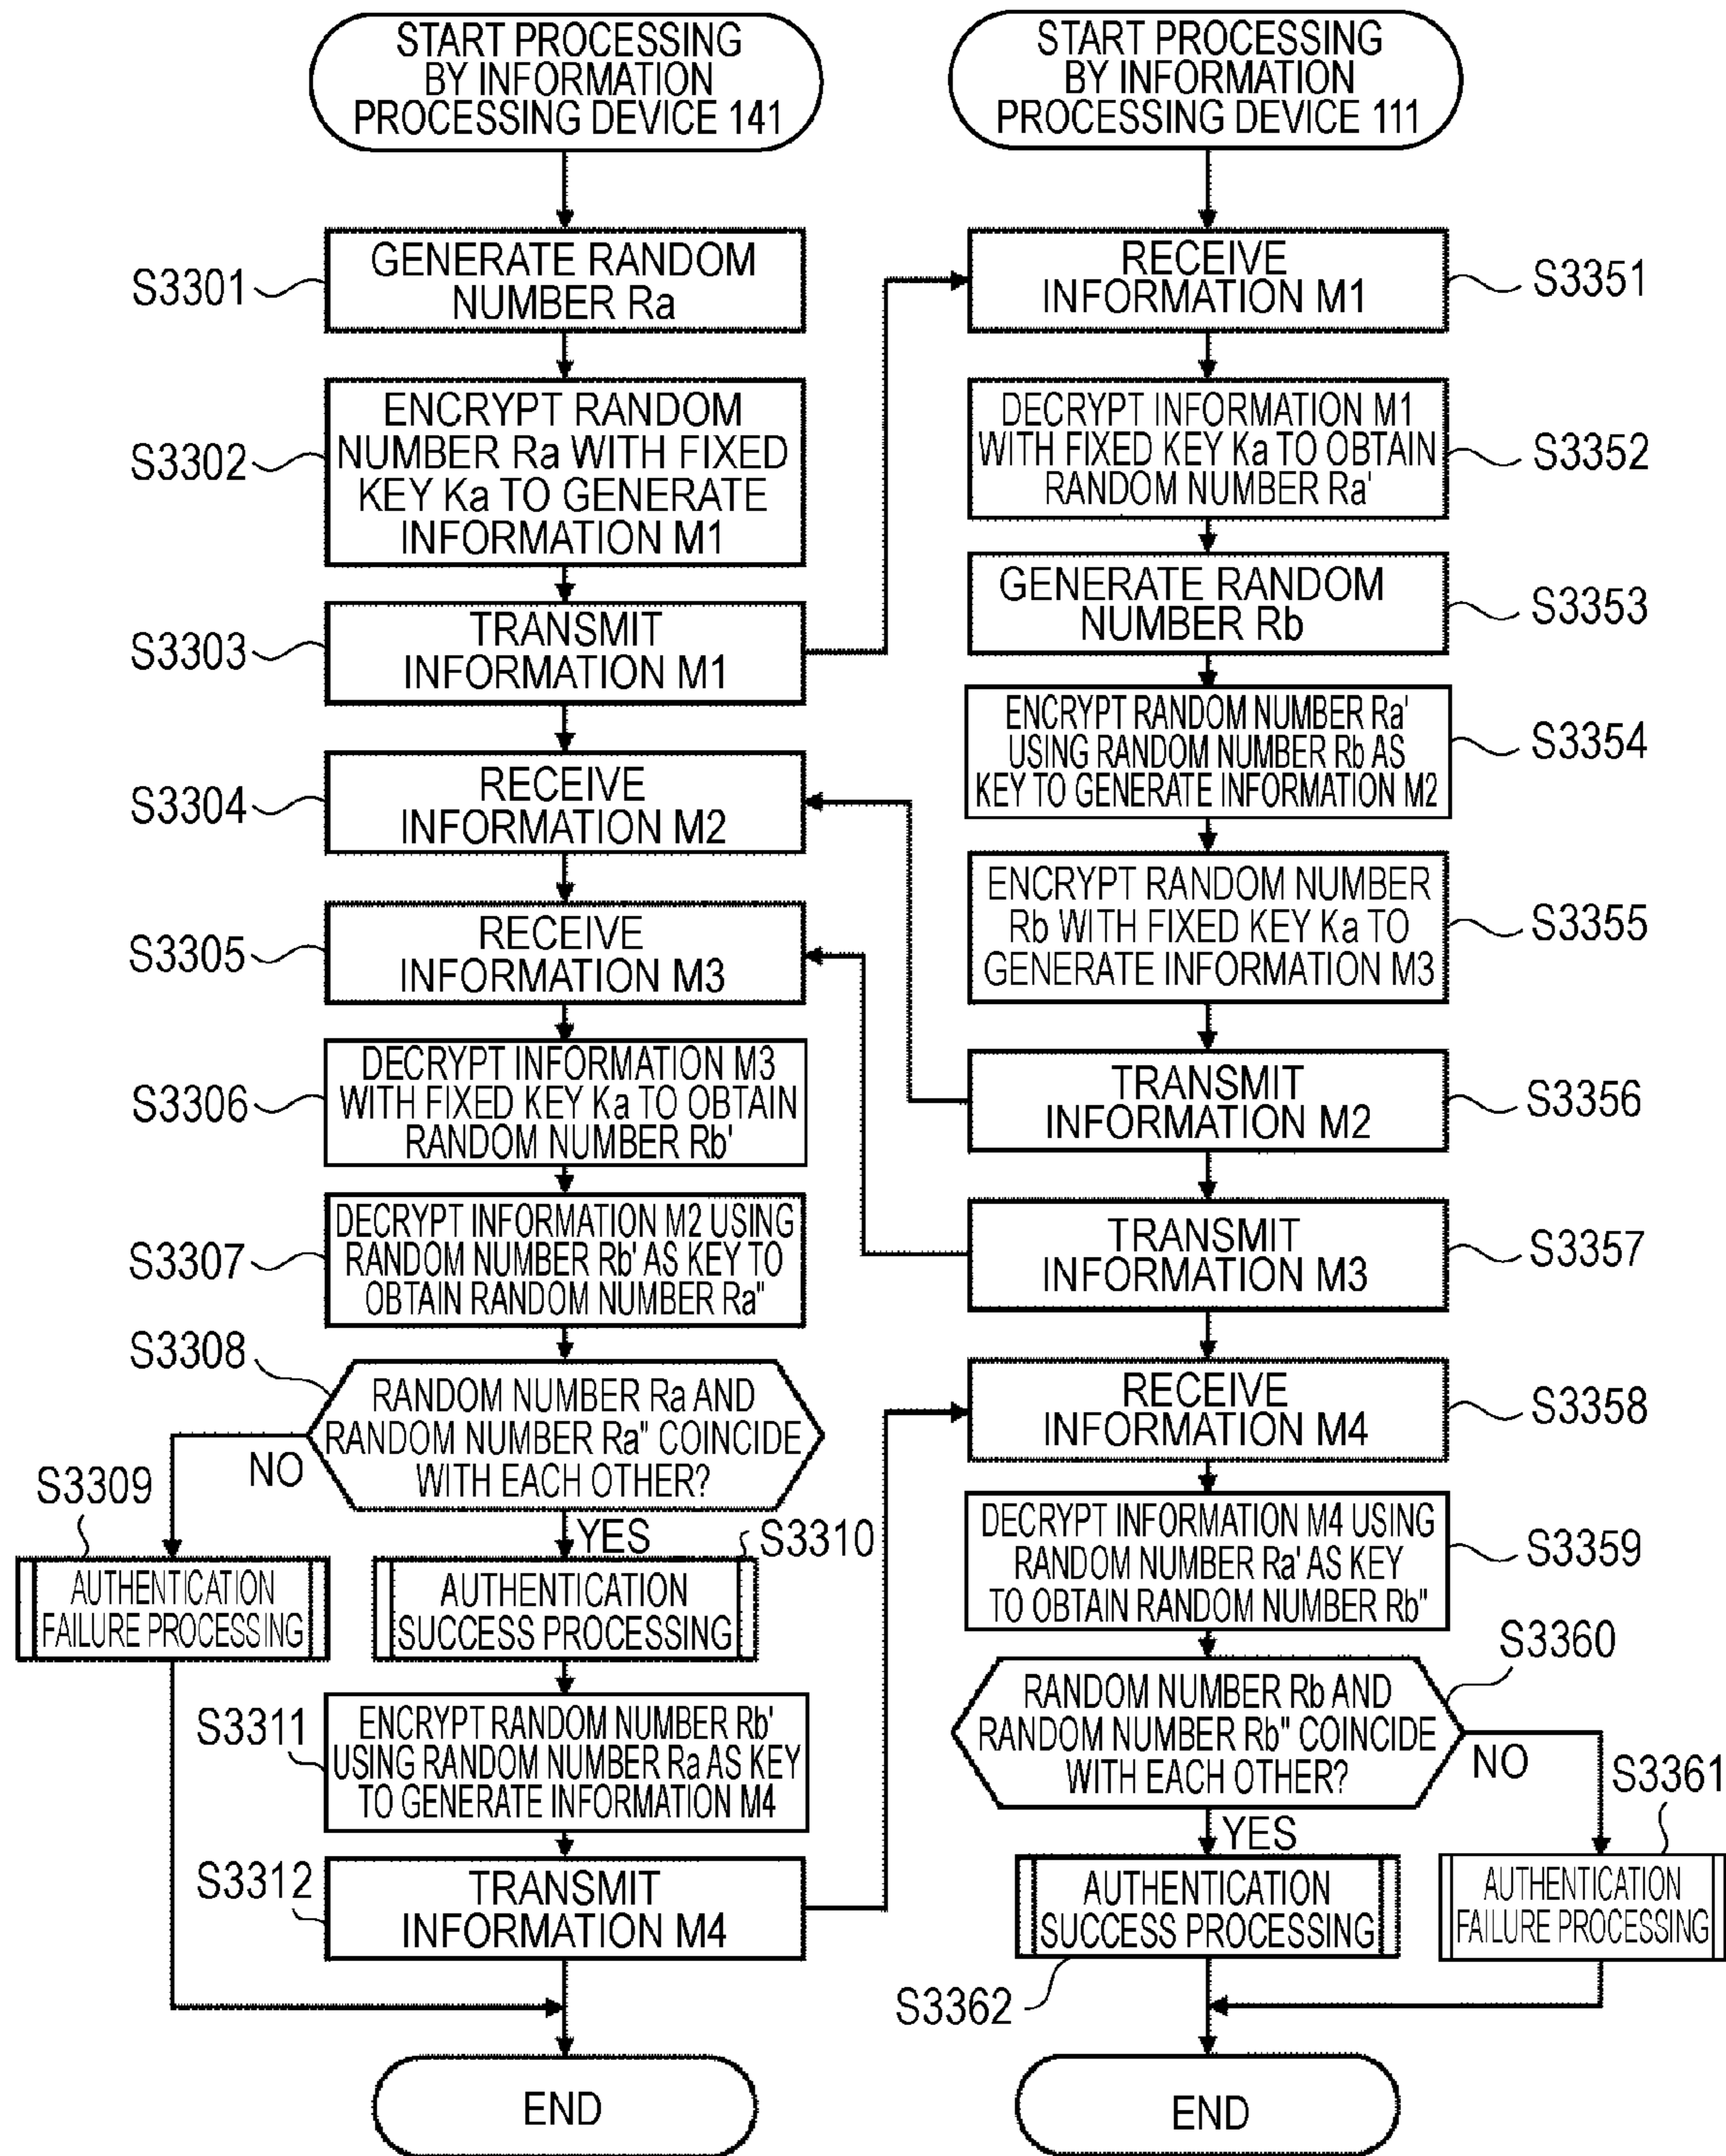 START PROCESSING
BY INFORMATION
PROCESSING DEVICE 141
S3301
GENERATE RANDOM
NUMBER Ra
S3302
ENCRYPT RANDOM
NUMBER Ra WITH FIXED
KEY Ka TO GENERATE
INFORMATION M1
S3303
TRANSMIT
INFORMATION M1
S3304
RECEIVE
INFORMATION M2
S3305
RECEIVE
INFORMATION M3
S3306
DECRYPT INFORMATION M3
WITH FIXED KEY Ka TO OBTAIN
RANDOM NUMBER Rb'
S3307
DECRYPT INFORMATION M2 USING
RANDOM NUMBER Rb' AS KEY TO
OBTAIN RANDOM NUMBER Ra"
S3308
RANDOM NUMBER Ra AND
RANDOM NUMBER Ra" COINCIDE
WITH EACH OTHER?
NO
S3309
AUTHENTICATION
FAILURE PROCESSING
YES
S3310
AUTHENTICATION
SUCCESS PROCESSING
S3311
ENCRYPT RANDOM NUMBER Rb'
USING RANDOM NUMBER Ra AS KEY
TO GENERATE INFORMATION M4
S3312
TRANSMIT
INFORMATION M4
END
START PROCESSING
BY INFORMATION
PROCESSING DEVICE 111
RECEIVE
INFORMATION M1
S3351
DECRYPT INFORMATION M1
WITH FIXED KEY Ka TO OBTAIN
RANDOM NUMBER Ra'
S3352
GENERATE RANDOM
NUMBER Rb
S3353
ENCRYPT RANDOM NUMBER Ra'
USING RANDOM NUMBER Rb AS
KEY TO GENERATE INFORMATION M2
S3354
ENCRYPT RANDOM NUMBER
Rb WITH FIXED KEY Ka TO
GENERATE INFORMATION M3
S3355
TRANSMIT
INFORMATION M2
S3356
TRANSMIT
INFORMATION M3
S3357
RECEIVE
INFORMATION M4
S3358
DECRYPT INFORMATION M4 USING
RANDOM NUMBER Ra' AS KEY
TO OBTAIN RANDOM NUMBER Rb"
S3359
S3360
RANDOM NUMBER Rb AND
RANDOM NUMBER Rb" COINCIDE
WITH EACH OTHER?
NO
S3361
AUTHENTICATION
FAILURE PROCESSING
YES
AUTHENTICATION
SUCCESS PROCESSING
S3362
END